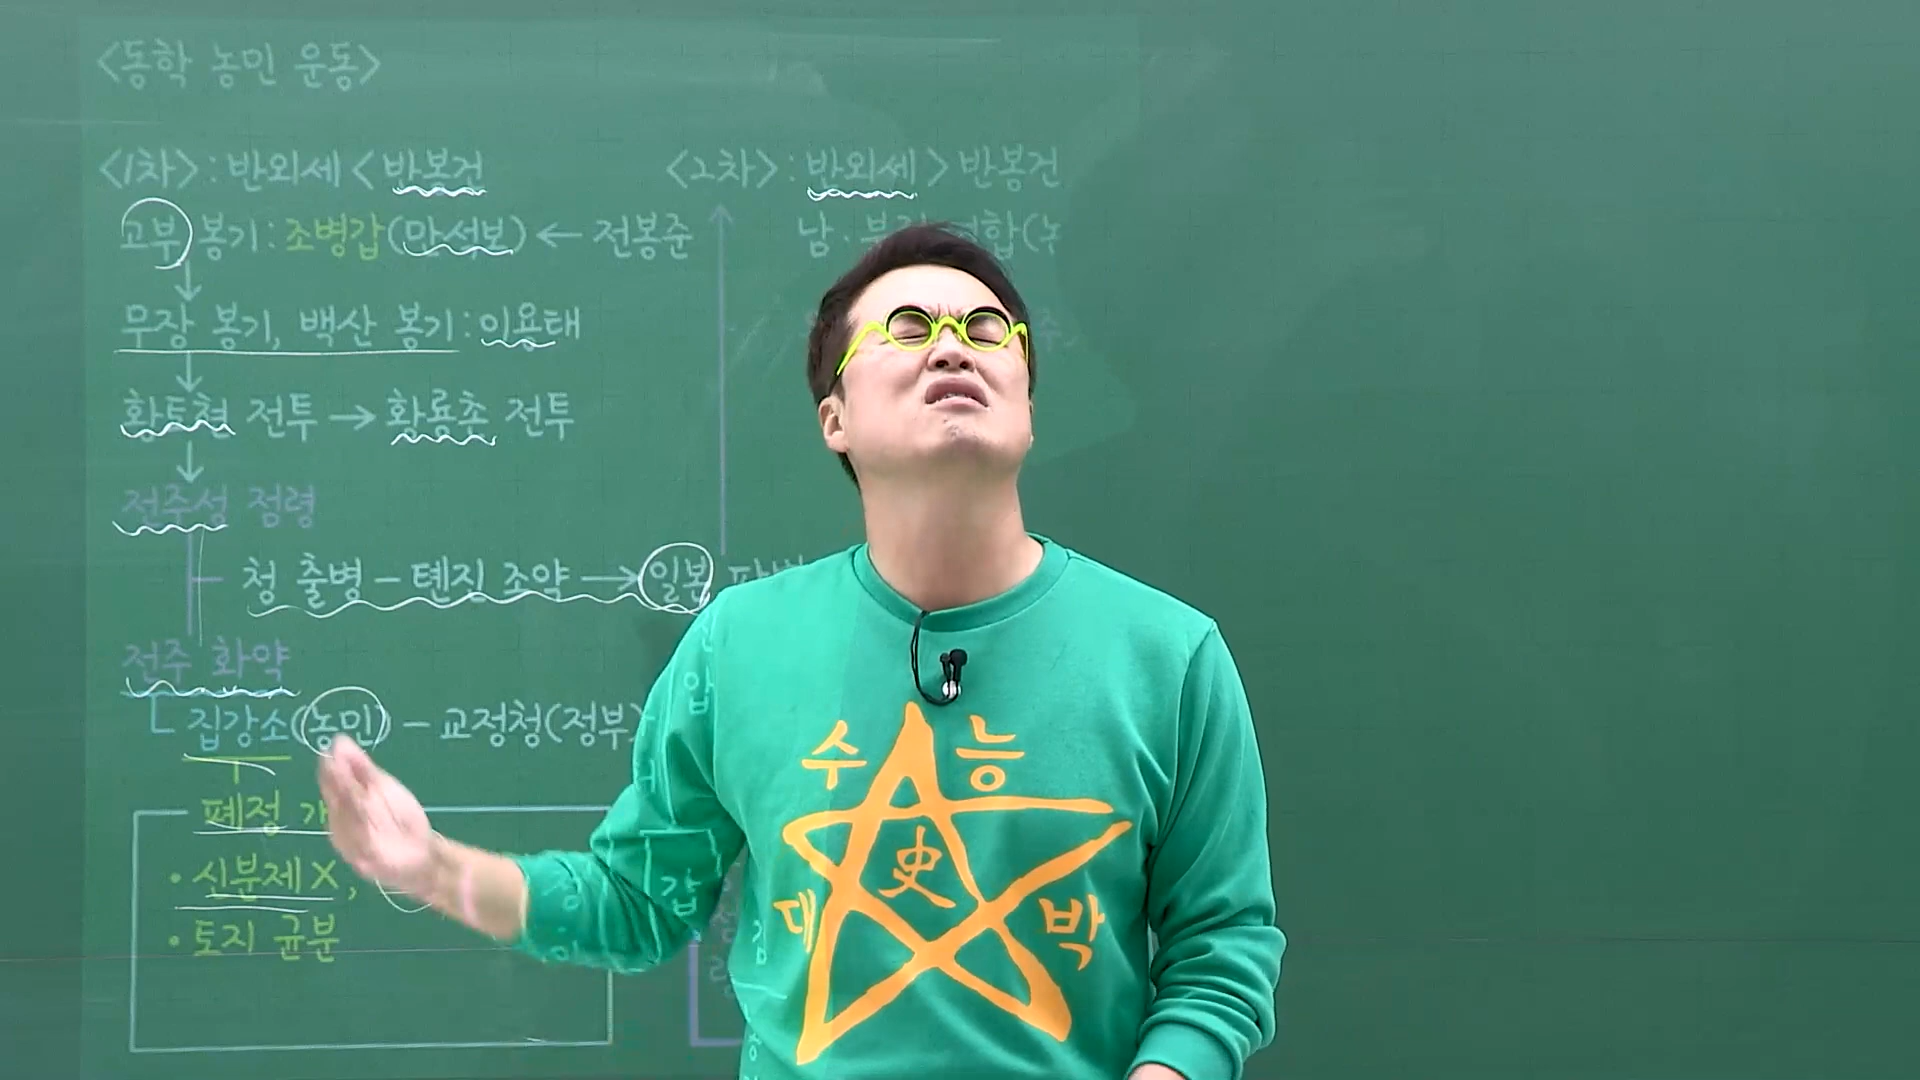 <동학 농민 운동>
<1차> : 반외세 < 반봉건
고부 봉기 : 조병갑(만석보) ← 전봉준
무장 봉기, 백산 봉기 : 이용태
황토현 전투 → 황룡촌 전투
전주성 점령
청 출병 - 톈진 조약 → 일본
전주 화약
집강소(농민) - 교정청(정부)
폐정
· 신분제 X,
· 토지 균분
<2차> : 반외세 > 반봉건
남·
수 능
史
대 박